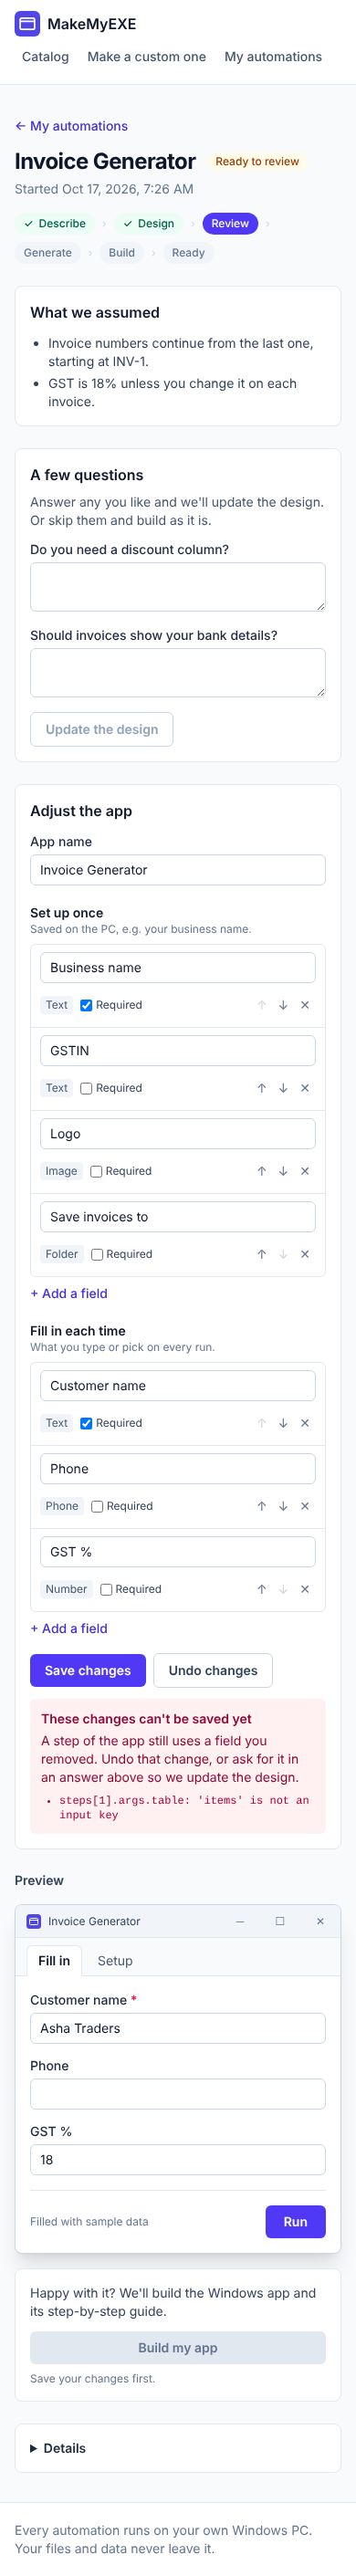 MakeMyEXE
Catalog Make a custom one My automations
← My automations
Invoice Generator Ready to review
Started Oct 17, 2026, 7:26 AM
✓ Describe › ✓ Design › Review ›
Generate › Build › Ready
What we assumed
• Invoice numbers continue from the last one,
starting at INV-1.
• GST is 18% unless you change it on each
invoice.
A few questions
Answer any you like and we'll update the design.
Or skip them and build as it is.
Do you need a discount column?
Should invoices show your bank details?
Update the design
Adjust the app
App name
Invoice Generator
Set up once
Saved on the PC, e.g. your business name.
Business name
Text Required ↑ ↓ ✕
GSTIN
Text Required ↑ ↓ ✕
Logo
Image Required ↑ ↓ ✕
Save invoices to
Folder Required ↑ ↓ ✕
+ Add a field
Fill in each time
What you type or pick on every run.
Customer name
Text Required ↑ ↓ ✕
Phone
Phone Required ↑ ↓ ✕
GST %
Number Required ↑ ↓ ✕
+ Add a field
Save changes Undo changes
These changes can't be saved yet
A step of the app still uses a field you
removed. Undo that change, or ask for it in
an answer above so we update the design.
• steps[1].args.table: 'items' is not an
input key
Preview
Invoice Generator
Fill in Setup
Customer name *
Asha Traders
Phone
GST %
18
Filled with sample data Run
Happy with it? We'll build the Windows app and
its step-by-step guide.
Build my app
Save your changes first.
▶ Details
Every automation runs on your own Windows PC.
Your files and data never leave it.